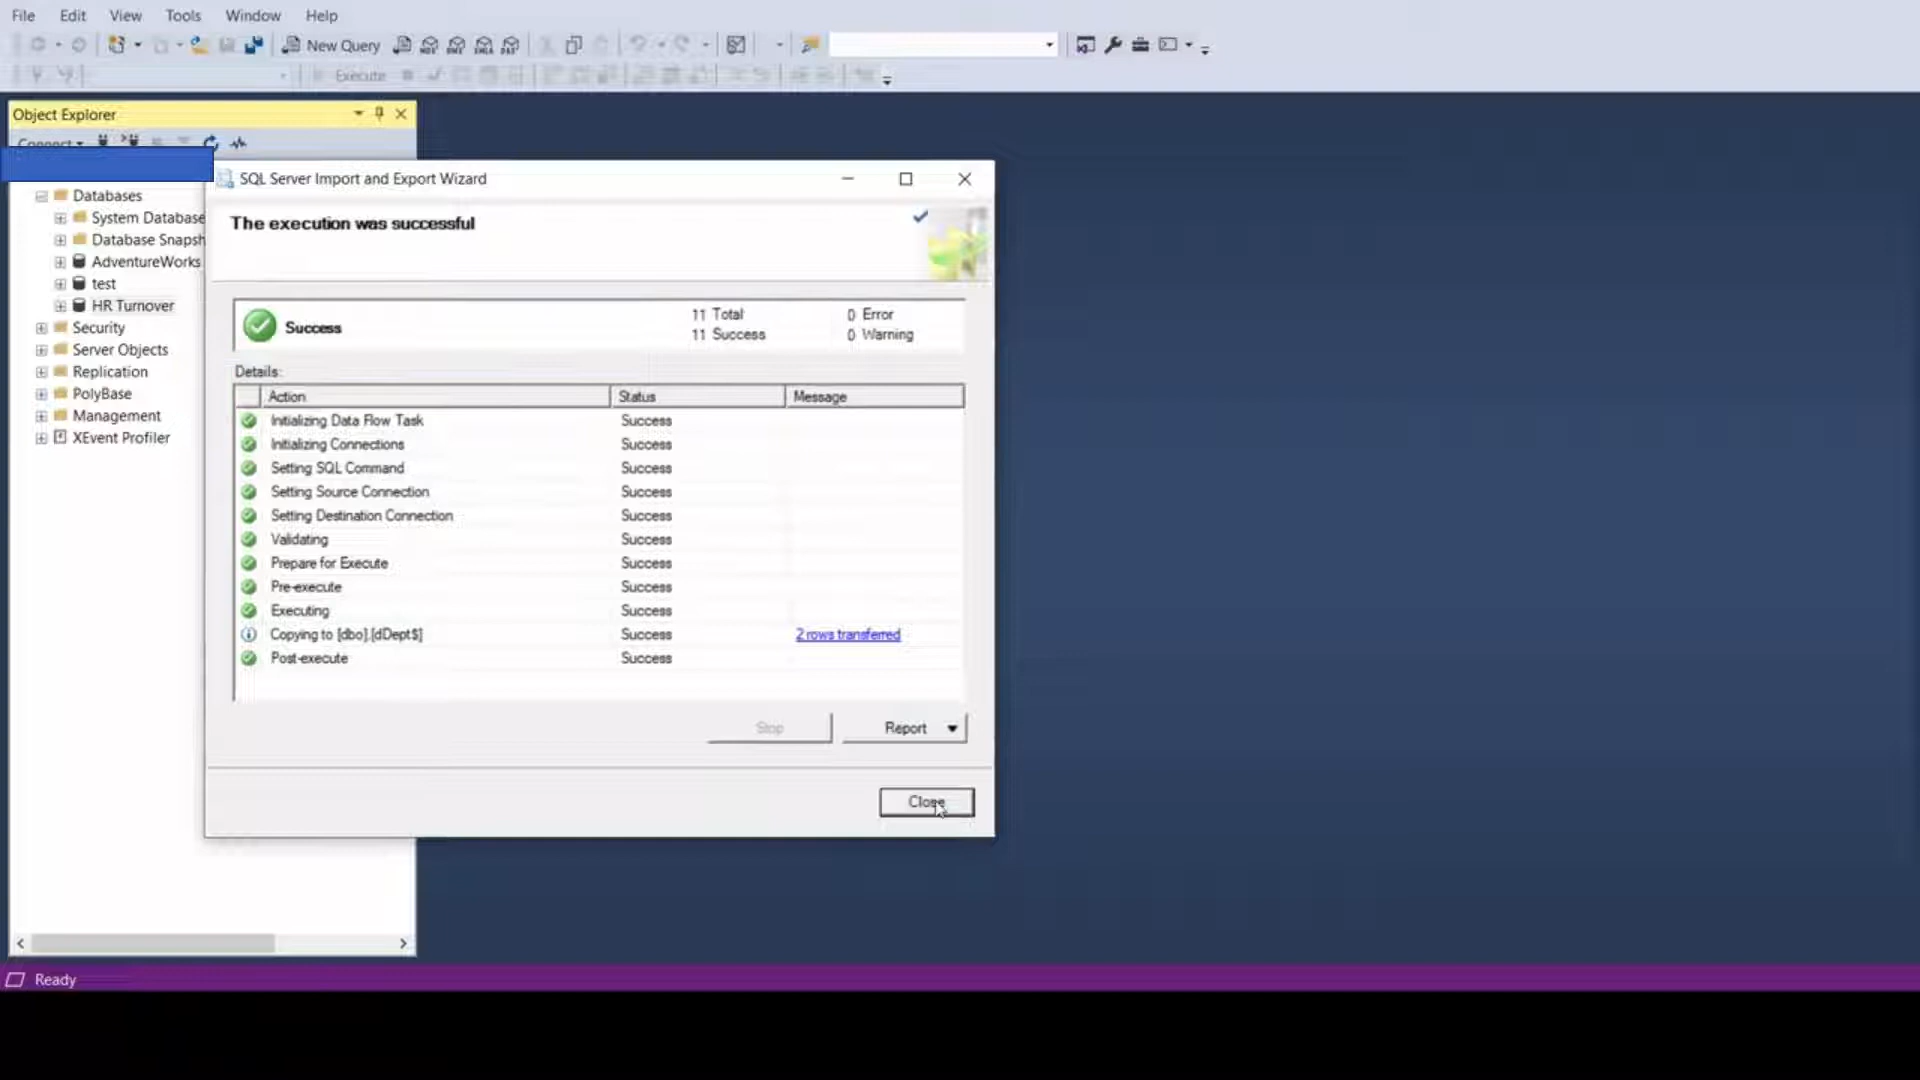 File Edit View Tools Window Help
New Query
Execute
Object Explorer
Connect
Databases
System Database
Database Snapsh
AdventureWorks
test
HR Turnover
Security
Server Objects
Replication
PolyBase
Management
XEvent Profiler
SQL Server Import and Export Wizard
The execution was successful
Success
11 Total 0 Error
11 Success 0 Warning
Details:
Action Status Message
Initializing Data Flow Task Success
Initializing Connections Success
Setting SQL Command Success
Setting Source Connection Success
Setting Destination Connection Success
Validating Success
Prepare for Execute Success
Pre-execute Success
Executing Success
Copying to [dbo].[dDept$] Success 2 rows transferred
Post-execute Success
Stop Report
Close
Ready